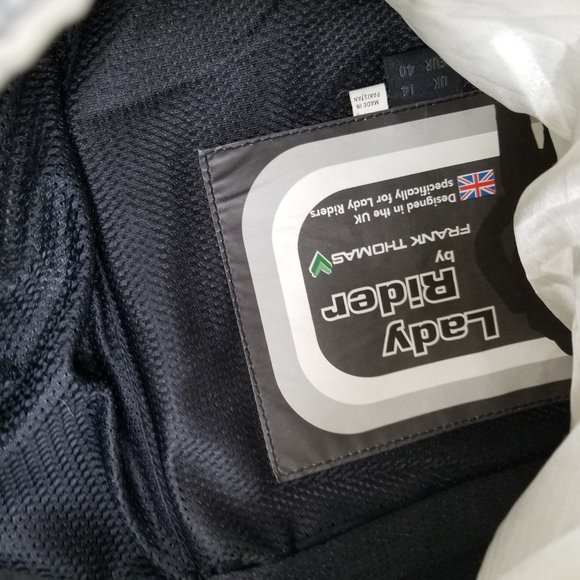 Lady
Rider
by
FRANK THOMAS
Designed in the UK
specifically for Lady Riders
MADE IN
PAKISTAN
UK 14
EUR 40